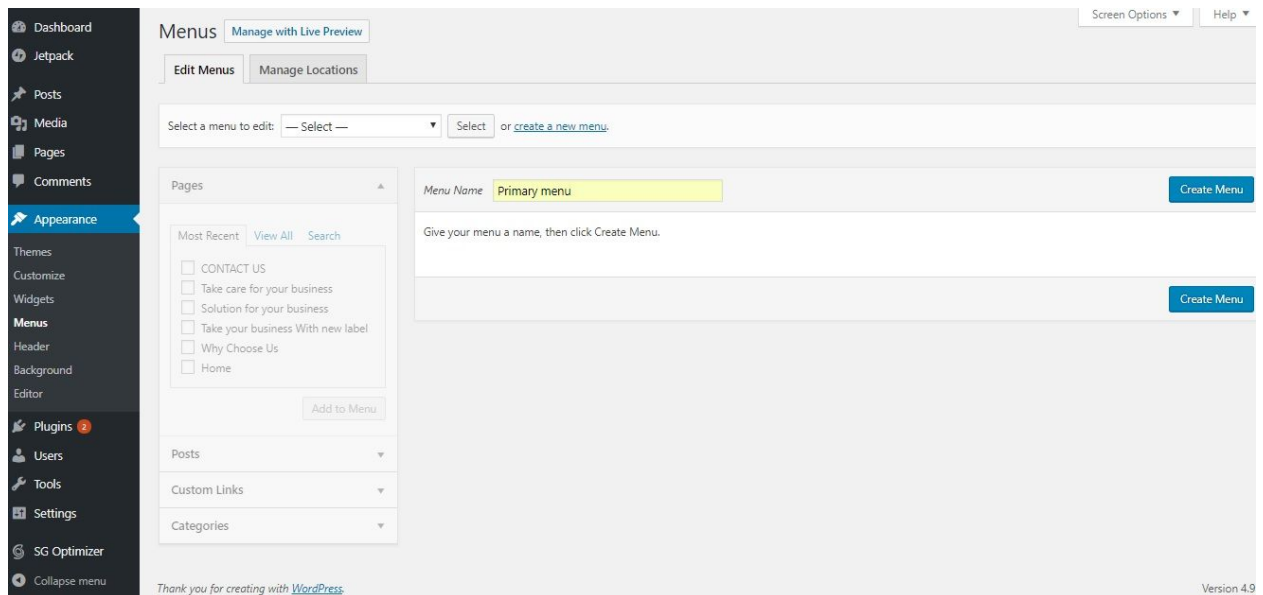 Dashboard
Jetpack
Posts
Media
Pages
Comments
Appearance
Themes
Customize
Widgets
Menus
Header
Background
Editor
Plugins 2
Users
Tools
Settings
SG Optimizer
Collapse menu
Screen Options Help
Menus Manage with Live Preview
Edit Menus Manage Locations
Select a menu to edit: — Select — Select or create a new menu.
Pages
Most Recent View All Search
CONTACT US
Take care for your business
Solution for your business
Take your business With new label
Why Choose Us
Home
Add to Menu
Posts
Custom Links
Categories
Menu Name Primary menu Create Menu
Give your menu a name, then click Create Menu.
Create Menu
Thank you for creating with WordPress. Version 4.9